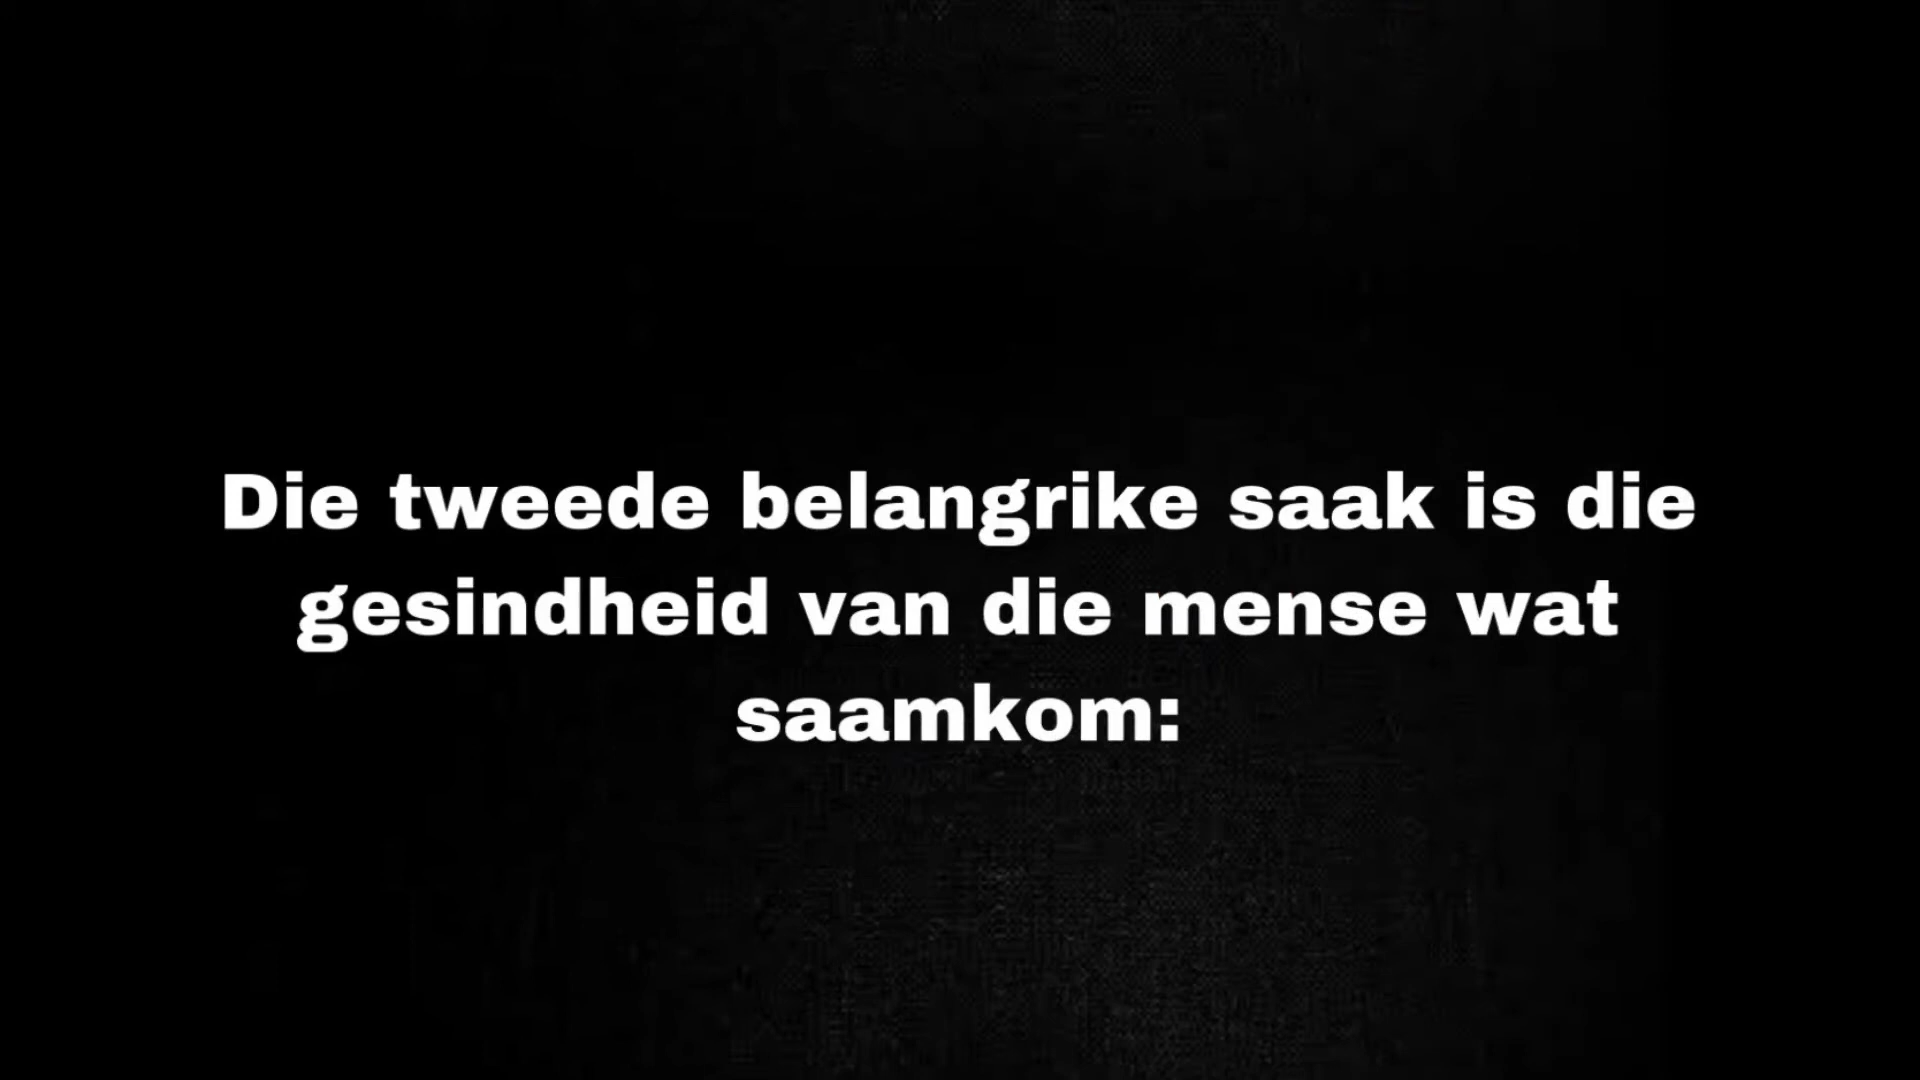 Die tweede belangrike saak is die
gesindheid van die mense wat
saamkom: